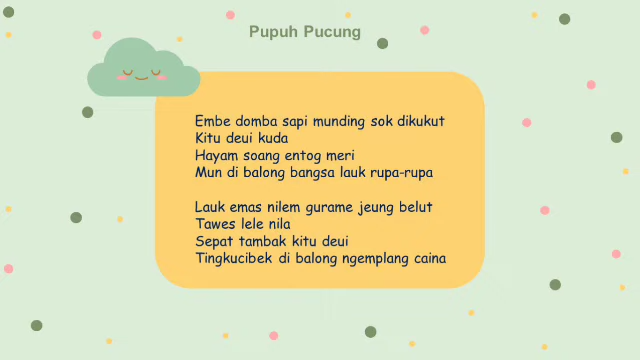 Pupuh Pucung
Embe domba sapi munding sok dikukut
Kitu deui kuda
Hayam soang entog meri
Mun di balong bangsa lauk rupa-rupa
Lauk emas nilem gurame jeung belut
Tawes lele nila
Sepat tambak kitu deui
Tingkucibek di balong ngemplang caina